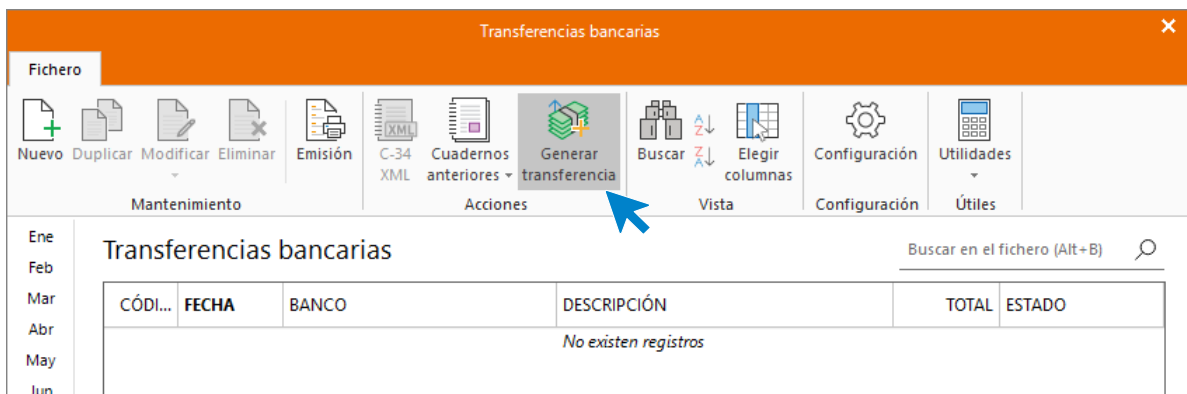 Transferencias bancarias
Fichero
Nuevo Duplicar Modificar Eliminar Emisión C-34 XML Cuadernos anteriores Generar transferencia Buscar Elegir columnas Configuración Utilidades
XML
A Z
Z A
Mantenimiento Acciones Vista Configuración Útiles
Ene
Feb
Mar
Abr
May
Jun
Transferencias bancarias
Buscar en el fichero (Alt+B)
CÓDI... FECHA BANCO DESCRIPCIÓN TOTAL ESTADO
No existen registros